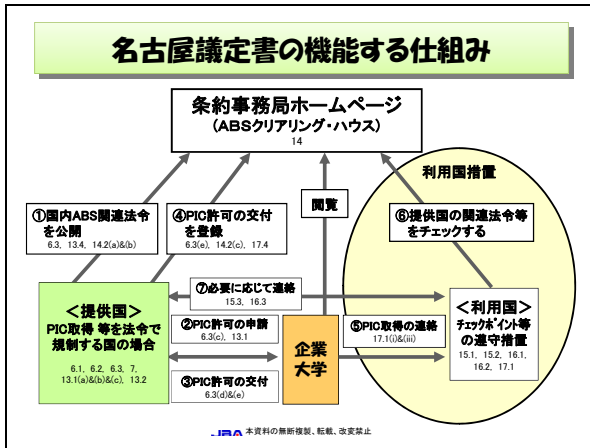 名古屋議定書の機能する仕組み
条約事務局ホームページ
(ABSクリアリング・ハウス)
14
利用国措置
①国内ABS関連法令
を公開
6.3, 13.4, 14.2(a)&(b)
④PIC許可の交付
を登録
6.3(e), 14.2(c), 17.4
閲覧
⑥提供国の関連法令等
をチェックする
⑦必要に応じて連絡
15.3, 16.3
＜提供国＞
PIC取得 等を法令で
規制する国の場合
6.1, 6.2, 6.3, 7,
13.1(a)&(b)&(c), 13.2
②PIC許可の申請
6.3(c), 13.1
③PIC許可の交付
6.3(d)&(e)
企業
大学
⑤PIC取得の連絡
17.1(i)&(iii)
＜利用国＞
ﾁｪｯｸﾎﾟｲﾝﾄ等
の遵守措置
15.1, 15.2, 16.1,
16.2, 17.1
JBA 本資料の無断複製、転載、改変禁止